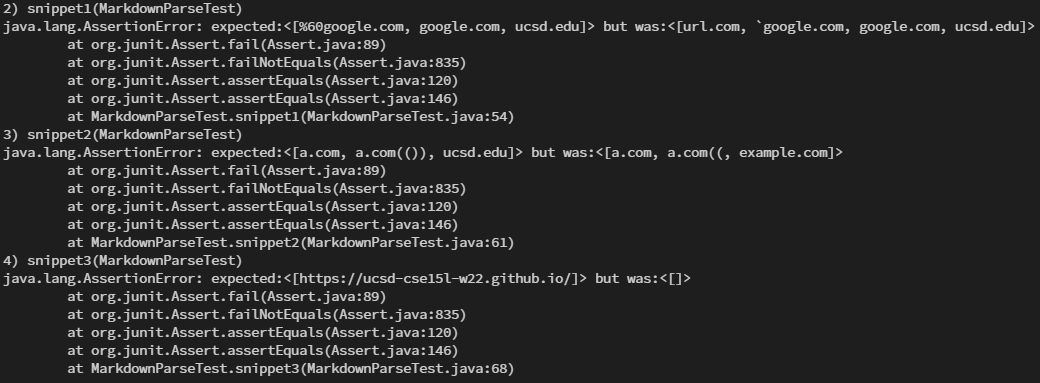 2) snippet1(MarkdownParseTest)
java.lang.AssertionError: expected:<[%60google.com, google.com, ucsd.edu]> but was:<[url.com, `google.com, google.com, ucsd.edu]>
        at org.junit.Assert.fail(Assert.java:89)
        at org.junit.Assert.failNotEquals(Assert.java:835)
        at org.junit.Assert.assertEquals(Assert.java:120)
        at org.junit.Assert.assertEquals(Assert.java:146)
        at MarkdownParseTest.snippet1(MarkdownParseTest.java:54)
3) snippet2(MarkdownParseTest)
java.lang.AssertionError: expected:<[a.com, a.com(()), ucsd.edu]> but was:<[a.com, a.com((, example.com]>
        at org.junit.Assert.fail(Assert.java:89)
        at org.junit.Assert.failNotEquals(Assert.java:835)
        at org.junit.Assert.assertEquals(Assert.java:120)
        at org.junit.Assert.assertEquals(Assert.java:146)
        at MarkdownParseTest.snippet2(MarkdownParseTest.java:61)
4) snippet3(MarkdownParseTest)
java.lang.AssertionError: expected:<[https://ucsd-cse15l-w22.github.io/]> but was:<[]>
        at org.junit.Assert.fail(Assert.java:89)
        at org.junit.Assert.failNotEquals(Assert.java:835)
        at org.junit.Assert.assertEquals(Assert.java:120)
        at org.junit.Assert.assertEquals(Assert.java:146)
        at MarkdownParseTest.snippet3(MarkdownParseTest.java:68)